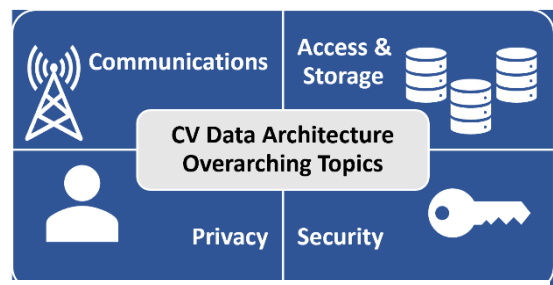 Communications
Access &
Storage
CV Data Architecture
Overarching Topics
Privacy
Security